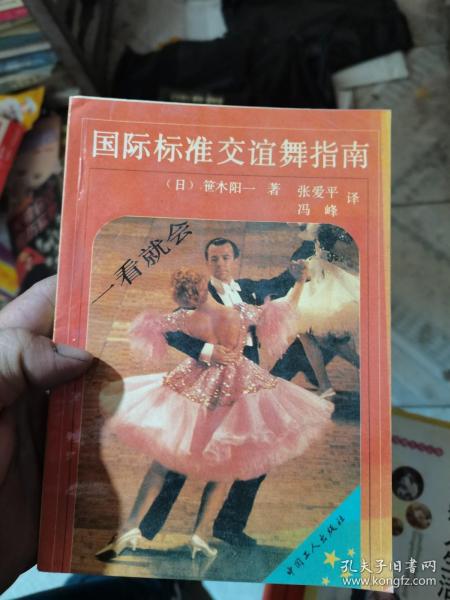 国际标准交谊舞指南
（日）笹木阳一 著 张爱平 译
冯峰
一看就会
中国工人出版社
孔夫子旧书网
www.kongfz.com